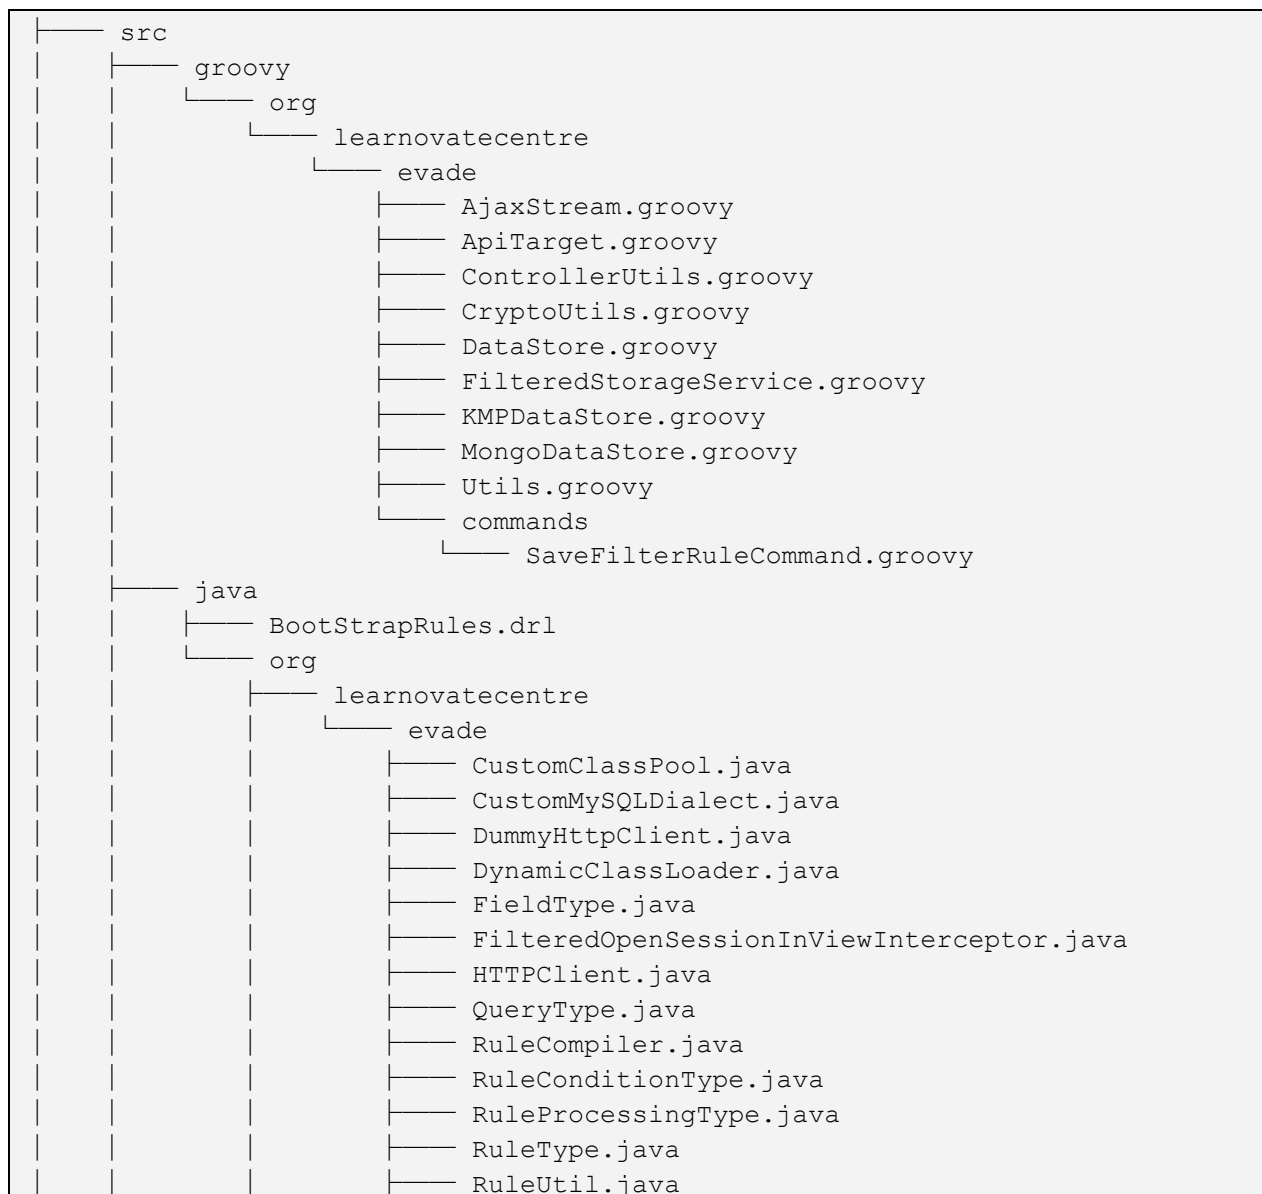 ├──── src
│ ├──── groovy
│ │ └──── org
│ │ └──── learnovatecentre
│ │ └──── evade
│ │ ├──── AjaxStream.groovy
│ │ ├──── ApiTarget.groovy
│ │ ├──── ControllerUtils.groovy
│ │ ├──── CryptoUtils.groovy
│ │ ├──── DataStore.groovy
│ │ ├──── FilteredStorageService.groovy
│ │ ├──── KMPDataStore.groovy
│ │ ├──── MongoDataStore.groovy
│ │ ├──── Utils.groovy
│ │ └──── commands
│ │ └──── SaveFilterRuleCommand.groovy
│ ├──── java
│ │ ├──── BootStrapRules.drl
│ │ └──── org
│ │ ├──── learnovatecentre
│ │ │ └──── evade
│ │ │ ├──── CustomClassPool.java
│ │ │ ├──── CustomMySQLDialect.java
│ │ │ ├──── DummyHttpClient.java
│ │ │ ├──── DynamicClassLoader.java
│ │ │ ├──── FieldType.java
│ │ │ ├──── FilteredOpenSessionInViewInterceptor.java
│ │ │ ├──── HTTPClient.java
│ │ │ ├──── QueryType.java
│ │ │ ├──── RuleCompiler.java
│ │ │ ├──── RuleConditionType.java
│ │ │ ├──── RuleProcessingType.java
│ │ │ ├──── RuleType.java
│ │ │ ├──── RuleUtil.java